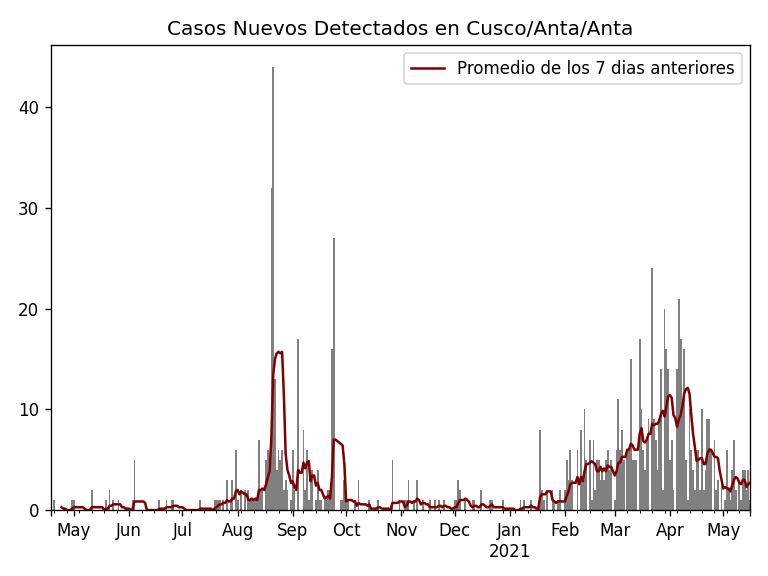 Casos Nuevos Detectados en Cusco/Anta/Anta
Promedio de los 7 dias anteriores
40
30
20
10
0
May Jun Jul Aug Sep Oct Nov Dec Jan Feb Mar Apr May
2021